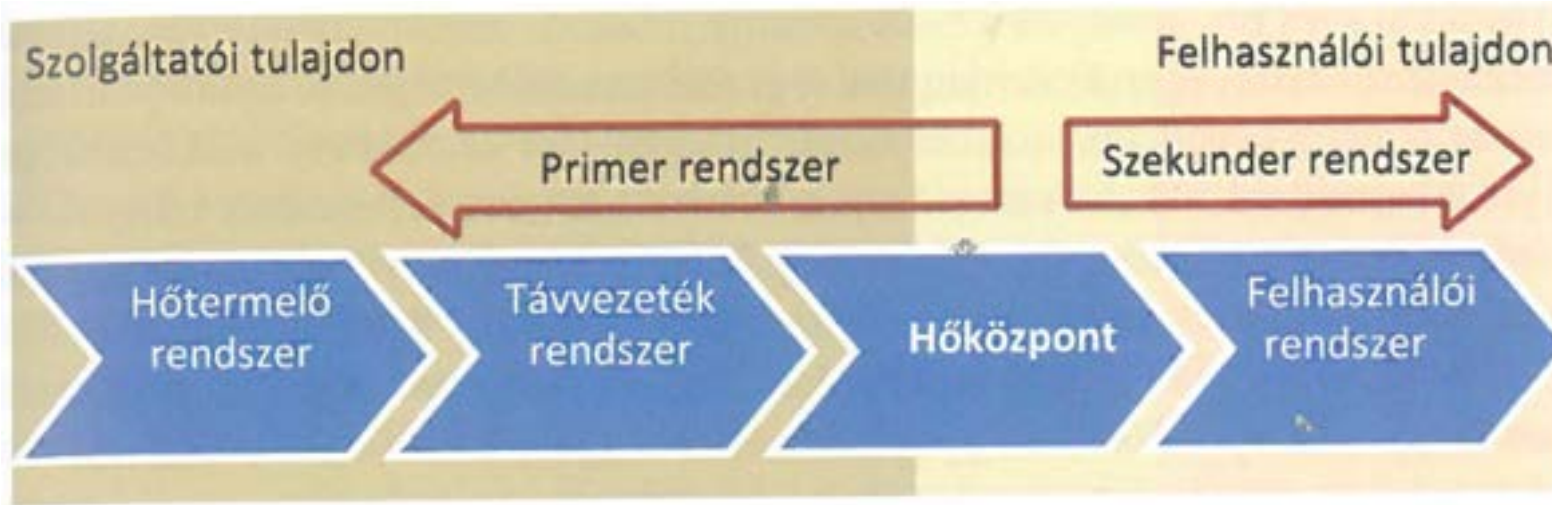 Szolgáltatói tulajdon
Felhasználói tulajdon
Primer rendszer
Szekunder rendszer
Hőtermelő
rendszer
Távvezeték
rendszer
Hőközpont
Felhasználói
rendszer